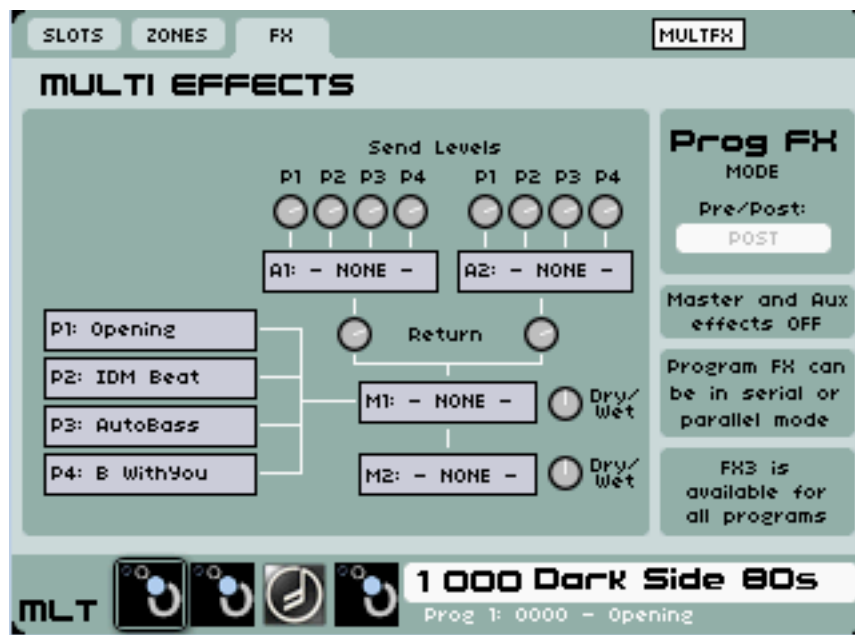 SLOTS ZONES FX MULTFX
MULTI EFFECTS
Send Levels
P1 P2 P3 P4 P1 P2 P3 P4
A1: - NONE - A2: - NONE -
Return
P1: Opening
P2: IDM Beat
P3: AutoBass
P4: B WithYou
M1: - NONE - Dry/
Wet
M2: - NONE - Dry/
Wet
Prog FX
MODE
Pre/Post:
POST
Master and Aux
effects OFF
Program FX can
be in serial or
parallel mode
FX3 is
available for
all programs
MLT
1 000 Dark Side 80s
Prog 1: 0000 - Opening